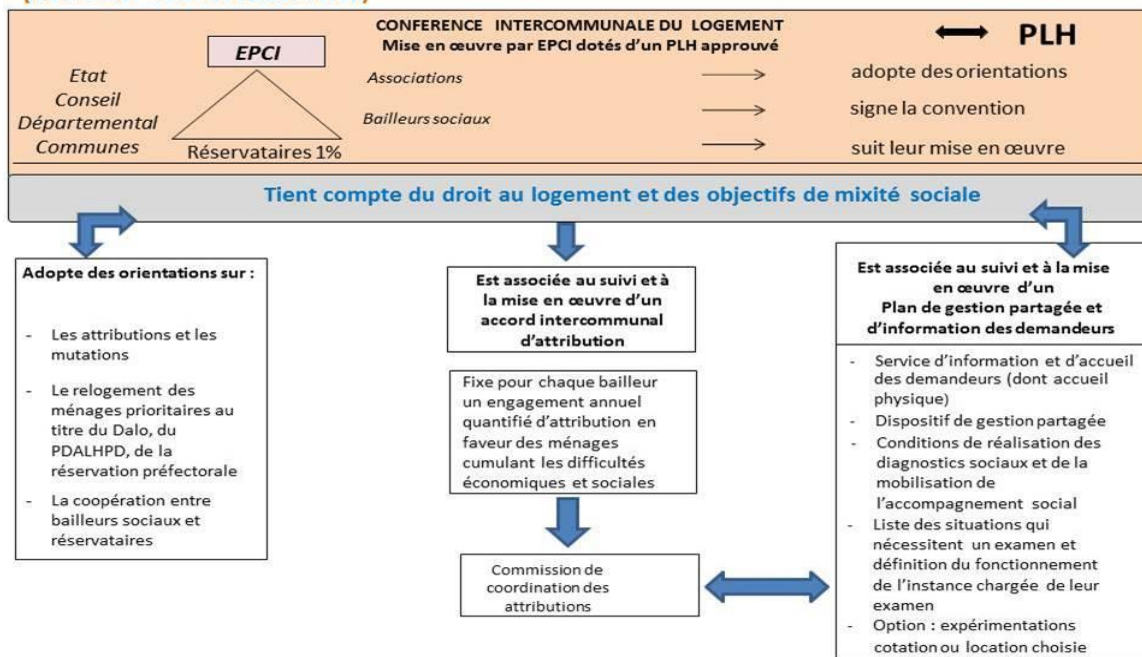 CONFERENCE INTERCOMMUNALE DU LOGEMENT
Mise en œuvre par EPCI dotés d'un PLH approuvé
PLH
EPCI
Etat
Conseil
Départemental
Communes
Réservataires 1%
Associations
Bailleurs sociaux
adopte des orientations
signe la convention
suit leur mise en œuvre
Tient compte du droit au logement et des objectifs de mixité sociale
Adopte des orientations sur :
- Les attributions et les
mutations
- Le relogement des
ménages prioritaires au
titre du Dalo, du
PDALHPD, de la
réservation préfectorale
- La coopération entre
bailleurs sociaux et
réservataires
Est associée au suivi et à
la mise en œuvre d'un
accord intercommunal
d'attribution
Fixe pour chaque bailleur
un engagement annuel
quantifié d'attribution en
faveur des ménages
cumulant les difficultés
économiques et sociales
Commission de
coordination des
attributions
Est associée au suivi et à la mise
en œuvre d'un
Plan de gestion partagée et
d'information des demandeurs
- Service d'information et d'accueil
des demandeurs (dont accueil
physique)
- Dispositif de gestion partagée
- Conditions de réalisation des
diagnostics sociaux et de la
mobilisation de
l'accompagnement social
- Liste des situations qui
nécessitent un examen et
définition du fonctionnement
de l'instance chargée de leur
examen
- Option : expérimentations
cotation ou location choisie